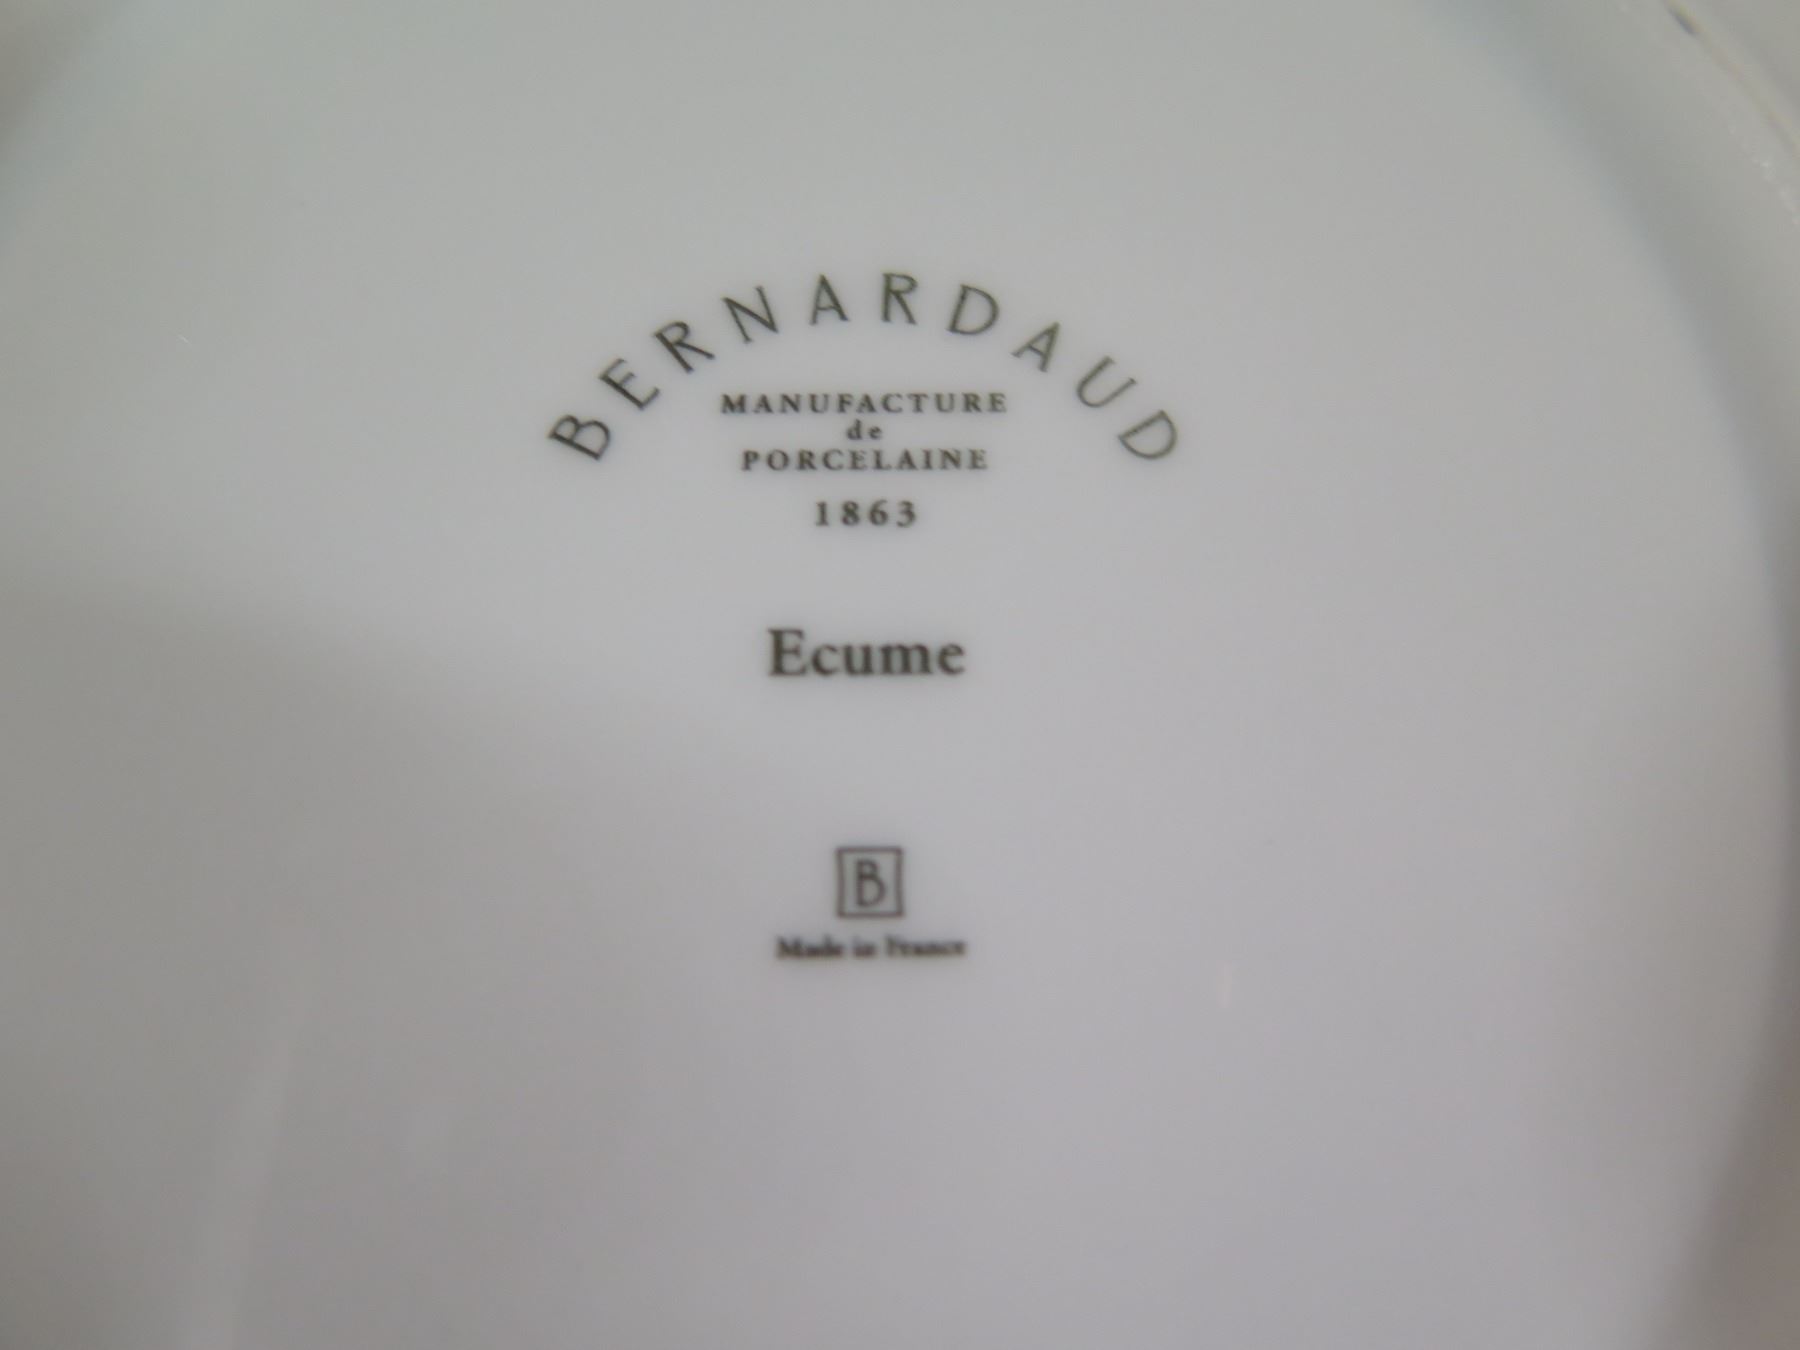 BERNARDAUD
MANUFACTURE
de
PORCELAINE
1863
Ecume
B
Made in France